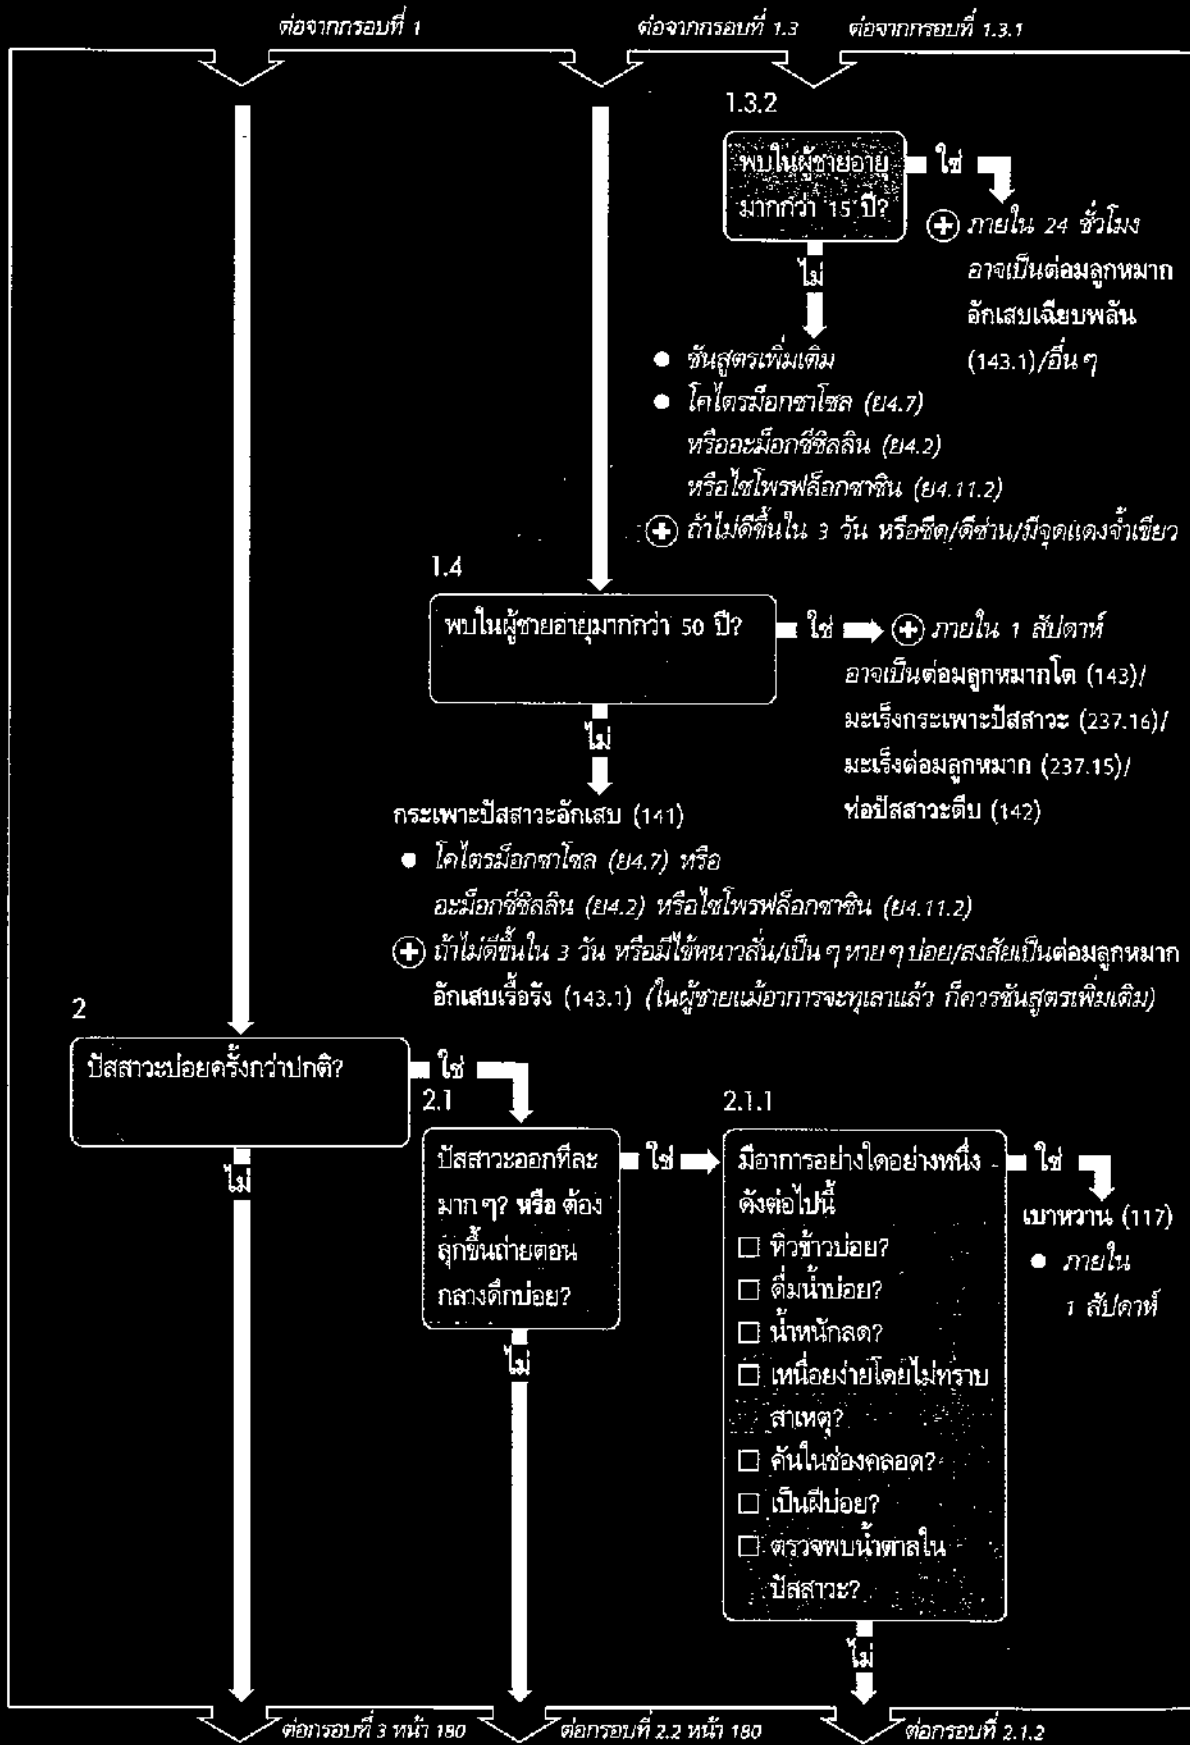 ต่อจากกรอบที่ 1
ต่อจากกรอบที่ 1.3
ต่อจากกรอบที่ 1.3.1
1.3.2
พบในผู้ชายอายุ
มากกว่า 15 ปี?
ใช่
ภายใน 24 ชั่วโมง
อาจเป็นต่อมลูกหมาก
อักเสบเฉียบพลัน
(143.1)/อื่น ๆ
ไม่
ชันสูตรเพิ่มเติม
โคไตรม็อกซาโซล (ย4.7)
หรืออะม็อกซีซิลลิน (ย4.2)
หรือไซโพรฟล็อกซาซิน (ย4.11.2)
ถ้าไม่ดีขึ้นใน 3 วัน หรือซีด/ดีซ่าน/มีจุดแดงจ้ำเขียว
1.4
พบในผู้ชายอายุมากกว่า 50 ปี?
ใช่
ภายใน 1 สัปดาห์
อาจเป็นต่อมลูกหมากโต (143)/
มะเร็งกระเพาะปัสสาวะ (237.16)/
มะเร็งต่อมลูกหมาก (237.15)/
ท่อปัสสาวะตีบ (142)
ไม่
กระเพาะปัสสาวะอักเสบ (141)
โคไตรม็อกซาโซล (ย4.7) หรือ
อะม็อกซีซิลลิน (ย4.2) หรือไซโพรฟล็อกซาซิน (ย4.11.2)
ถ้าไม่ดีขึ้นใน 3 วัน หรือมีไข้หนาวสั่น/เป็น ๆ หาย ๆ บ่อย/สงสัยเป็นต่อมลูกหมาก
อักเสบเรื้อรัง (143.1) (ในผู้ชายแม้อาการจะทุเลาแล้ว ก็ควรชันสูตรเพิ่มเติม)
2
ปัสสาวะบ่อยครั้งกว่าปกติ?
ใช่
ไม่
2.1
ปัสสาวะออกทีละ
มาก ๆ? หรือ ต้อง
ลุกขึ้นถ่ายตอน
กลางดึกบ่อย?
ใช่
ไม่
2.1.1
มีอาการอย่างใดอย่างหนึ่ง
ดังต่อไปนี้
☐ หิวข้าวบ่อย?
☐ ดื่มน้ำบ่อย?
☐ น้ำหนักลด?
☐ เหนื่อยง่ายโดยไม่ทราบ
สาเหตุ?
☐ คันในช่องคลอด?
☐ เป็นฝีบ่อย?
☐ ตรวจพบน้ำตาลใน
ปัสสาวะ?
ใช่
เบาหวาน (117)
ภายใน
1 สัปดาห์
ไม่
ต่อกรอบที่ 3 หน้า 180
ต่อกรอบที่ 2.2 หน้า 180
ต่อกรอบที่ 2.1.2